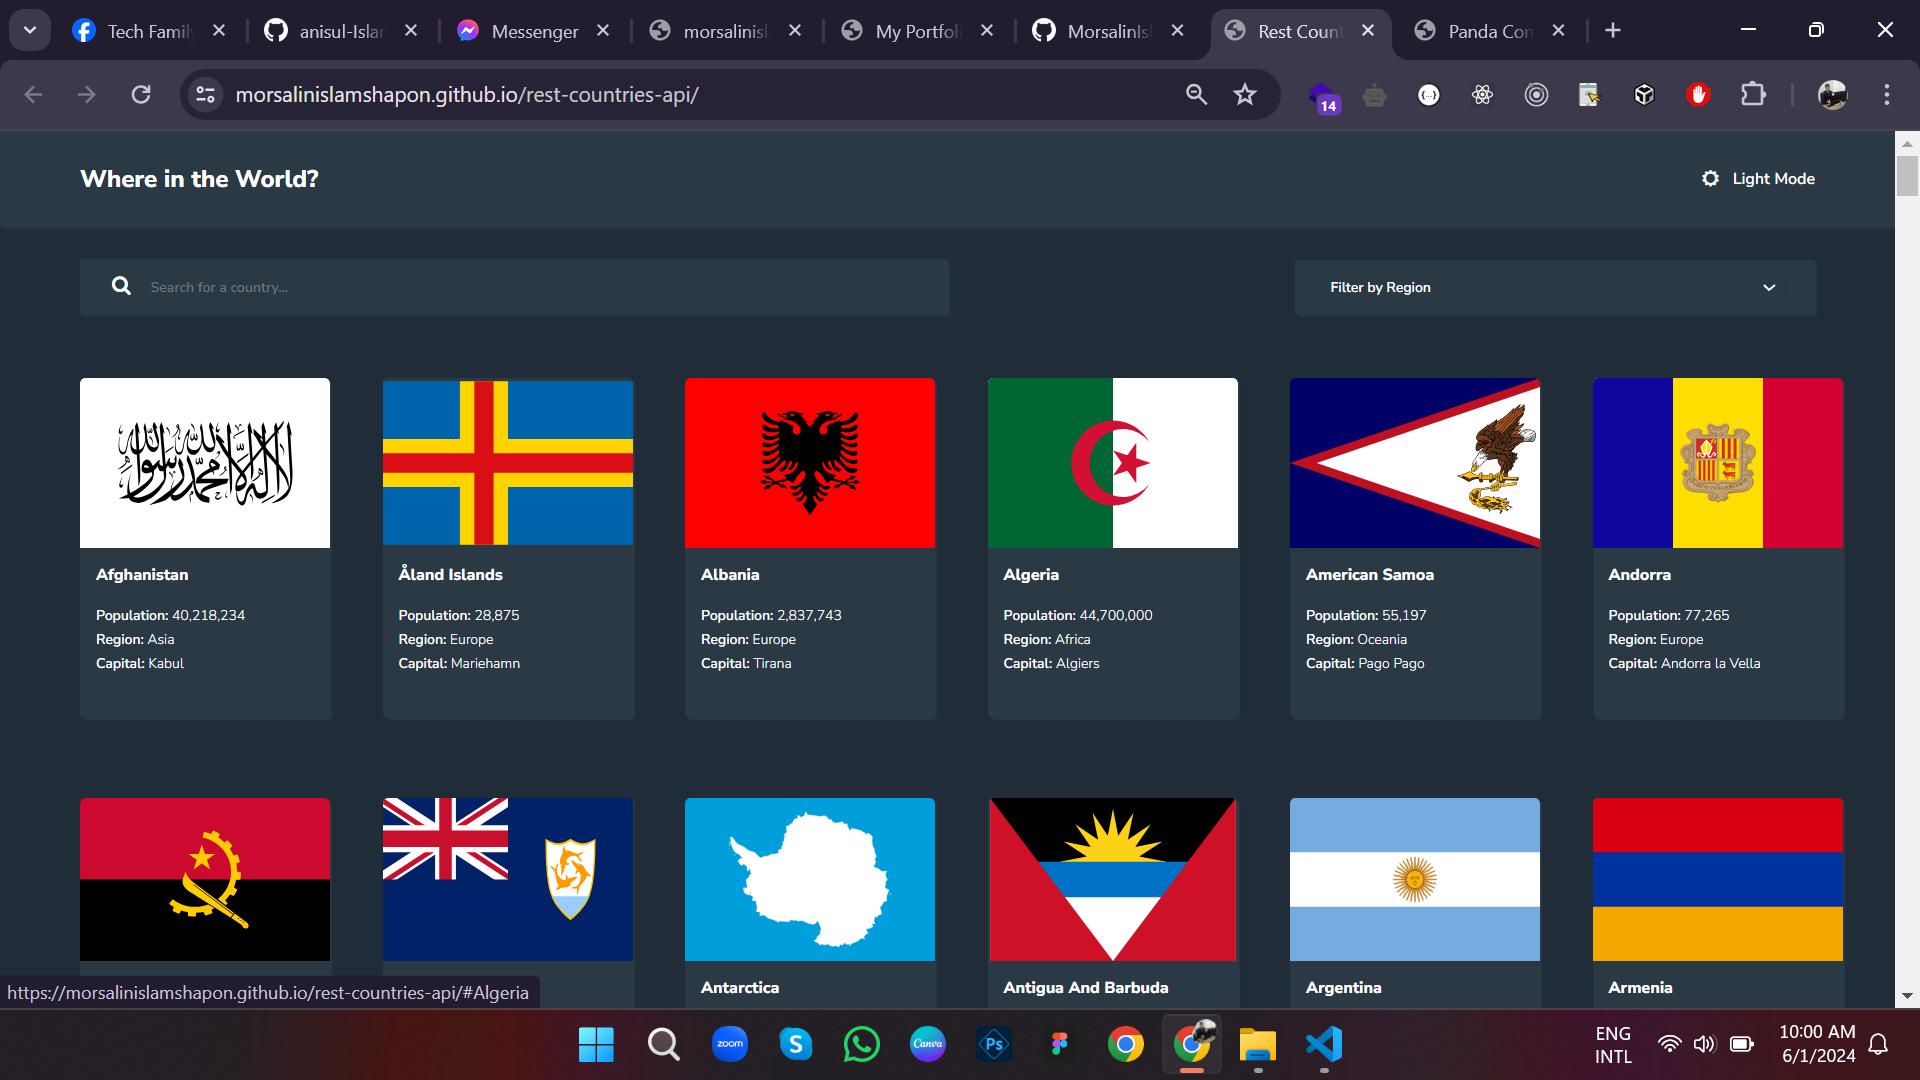 Tech Famil
anisul-Islar
Messenger
morsalinisl
My Portfoli
MorsalinIsl
Rest Count
Panda Con
morsalinislamshapon.github.io/rest-countries-api/
14
Where in the World?
Light Mode
Search for a country...
Filter by Region
Afghanistan
Population: 40,218,234
Region: Asia
Capital: Kabul
Åland Islands
Population: 28,875
Region: Europe
Capital: Mariehamn
Albania
Population: 2,837,743
Region: Europe
Capital: Tirana
Algeria
Population: 44,700,000
Region: Africa
Capital: Algiers
American Samoa
Population: 55,197
Region: Oceania
Capital: Pago Pago
Andorra
Population: 77,265
Region: Europe
Capital: Andorra la Vella
Antarctica
Antigua And Barbuda
Argentina
Armenia
https://morsalinislamshapon.github.io/rest-countries-api/#Algeria
zoom
Canva
Ps
ENG
INTL
10:00 AM
6/1/2024